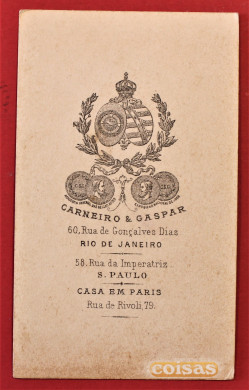 CARNEIRO & GASPAR
60, Rua de Gonçalves Diaz
RIO DE JANEIRO
58, Rua da Imperatriz
S. PAULO
CASA EM PARIS
Rua de Rivoli, 79.
coisas